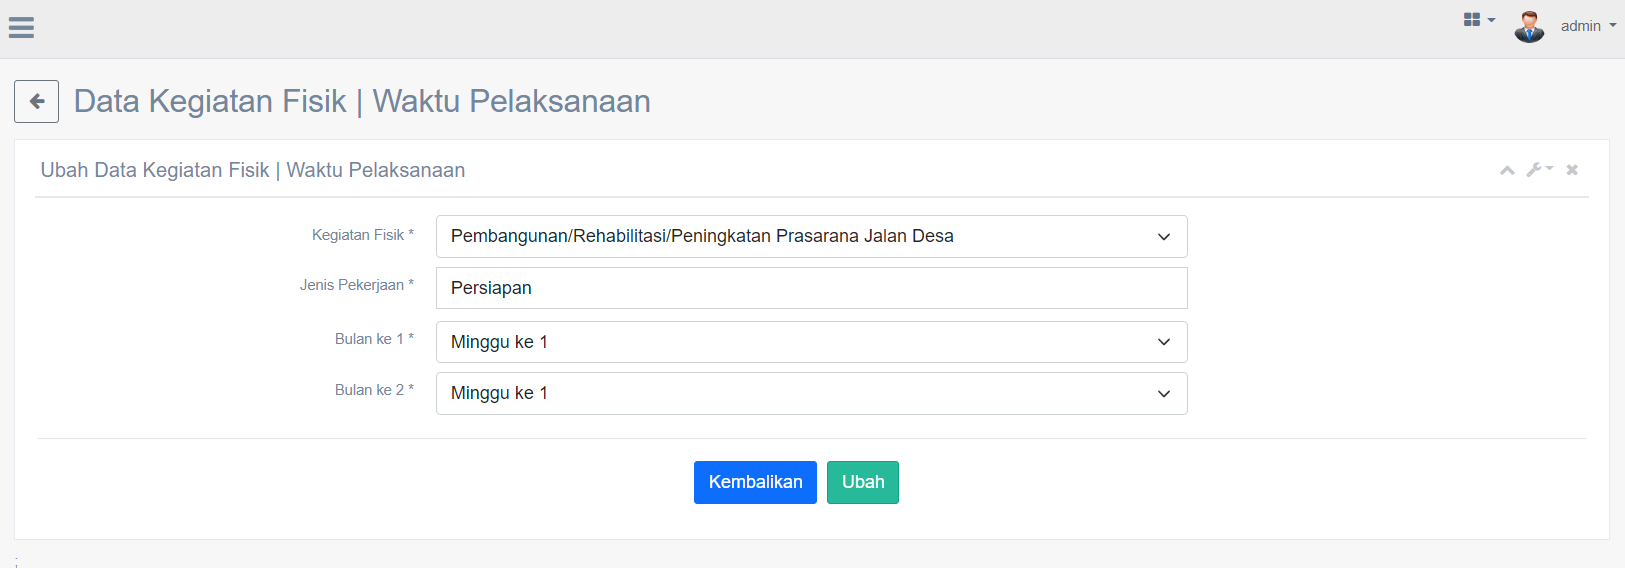 admin
Data Kegiatan Fisik | Waktu Pelaksanaan
Ubah Data Kegiatan Fisik | Waktu Pelaksanaan
Kegiatan Fisik * Pembangunan/Rehabilitasi/Peningkatan Prasarana Jalan Desa
Jenis Pekerjaan * Persiapan
Bulan ke 1 * Minggu ke 1
Bulan ke 2 * Minggu ke 1
Kembalikan Ubah
;